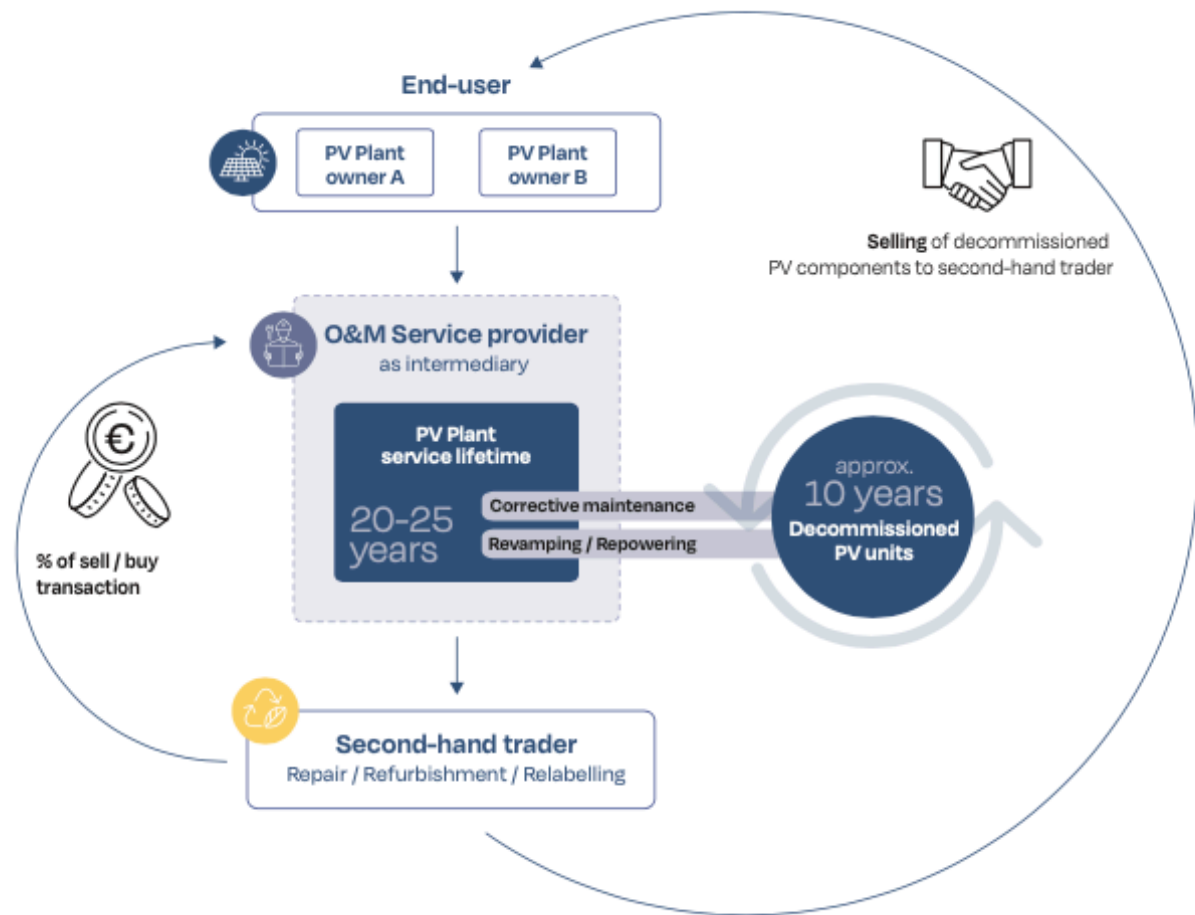 End-user
PV Plant
owner A
PV Plant
owner B
Selling of decommissioned
PV components to second-hand trader
O&M Service provider
as intermediary
PV Plant
service lifetime
20-25
years
Corrective maintenance
Revamping / Repowering
approx.
10 years
Decommissioned
PV units
€
% of sell / buy
transaction
Second-hand trader
Repair / Refurbishment / Relabelling